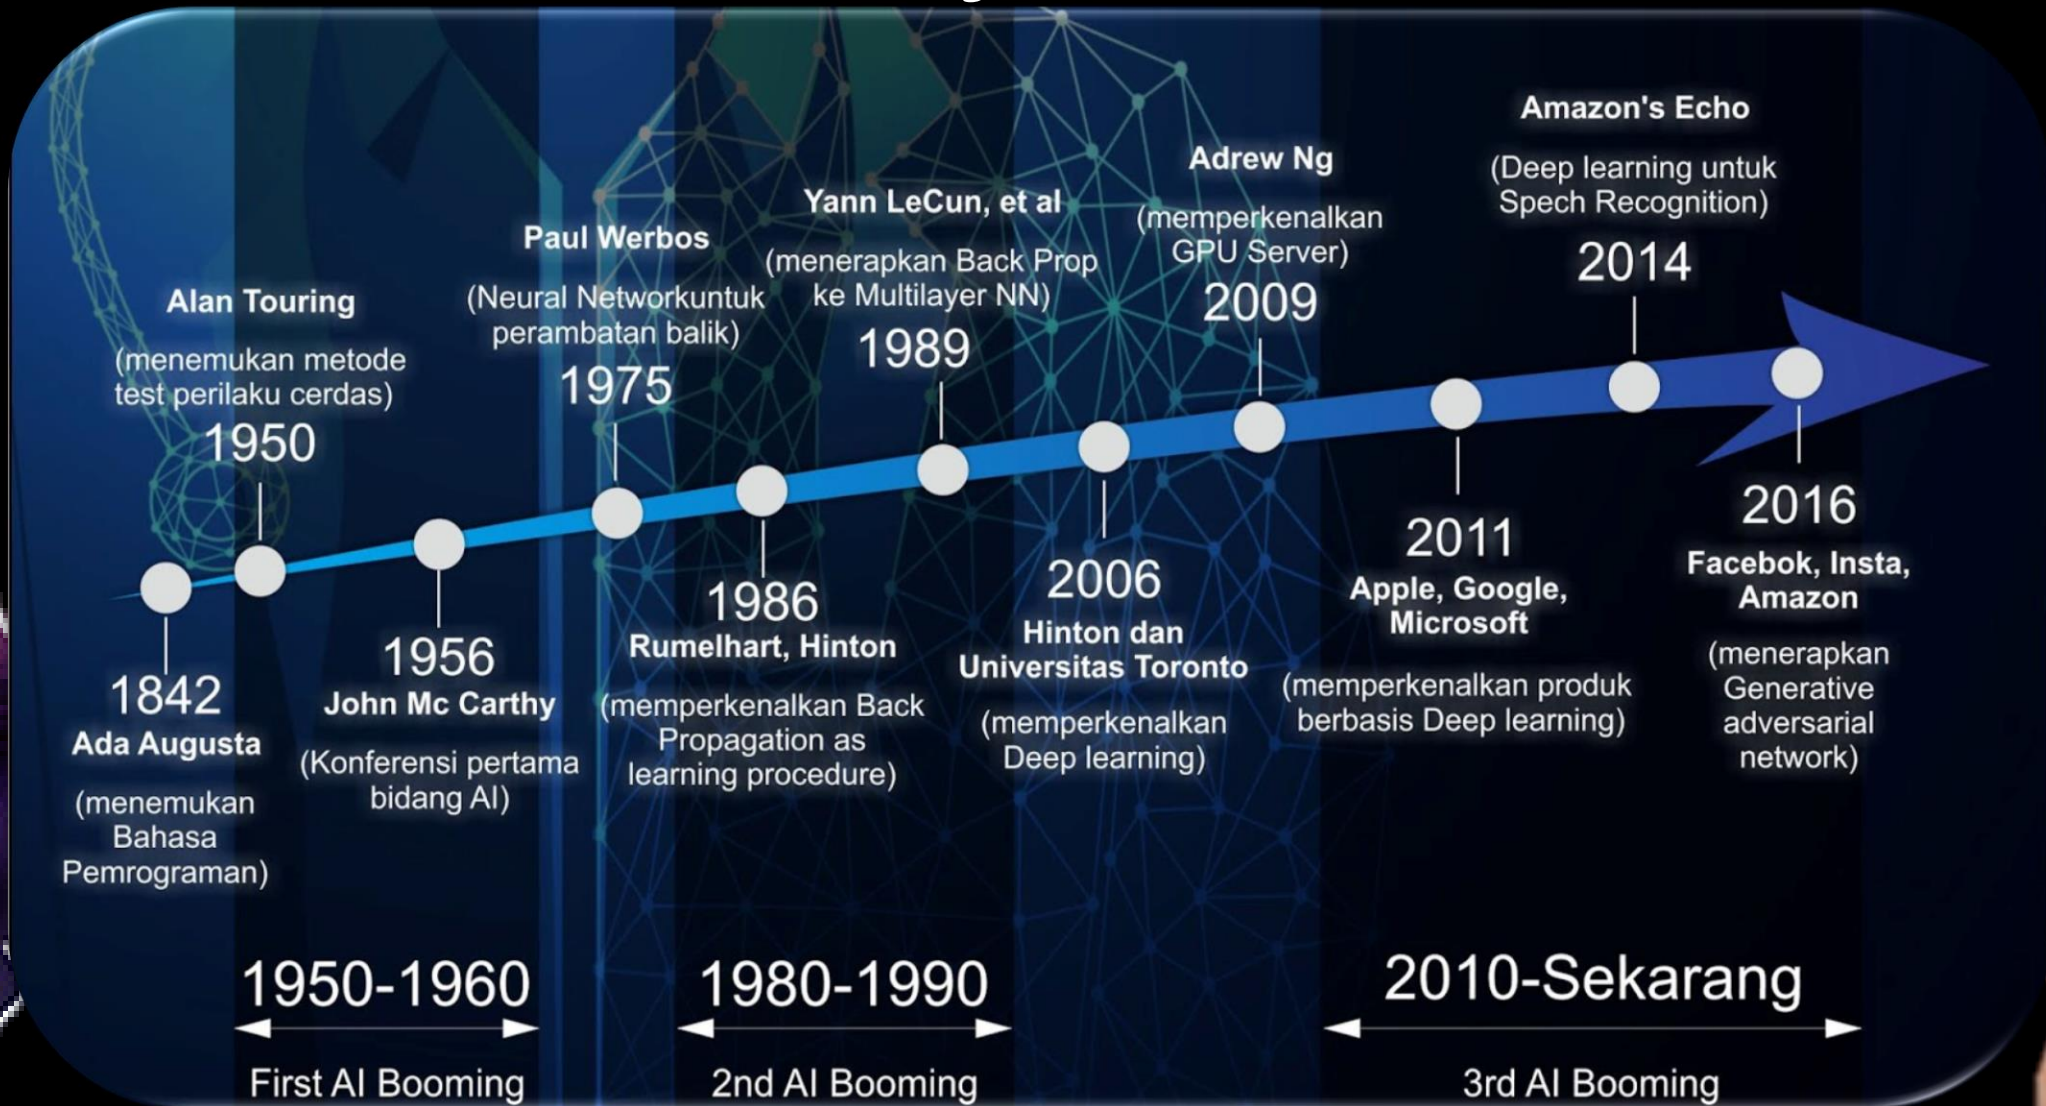 Alan Touring
(menemukan metode
test perilaku cerdas)
1950
Paul Werbos
(Neural Networkuntuk
perambatan balik)
1975
Yann LeCun, et al
(menerapkan Back Prop
ke Multilayer NN)
1989
Adrew Ng
(memperkenalkan
GPU Server)
2009
Amazon's Echo
(Deep learning untuk
Spech Recognition)
2014
1842
Ada Augusta
(menemukan
Bahasa
Pemrograman)
1956
John Mc Carthy
(Konferensi pertama
bidang AI)
1986
Rumelhart, Hinton
(memperkenalkan Back
Propagation as
learning procedure)
2006
Hinton dan
Universitas Toronto
(memperkenalkan
Deep learning)
2011
Apple, Google,
Microsoft
(memperkenalkan produk
berbasis Deep learning)
2016
Facebok, Insta,
Amazon
(menerapkan
Generative
adversarial
network)
1950-1960
First AI Booming
1980-1990
2nd AI Booming
2010-Sekarang
3rd AI Booming